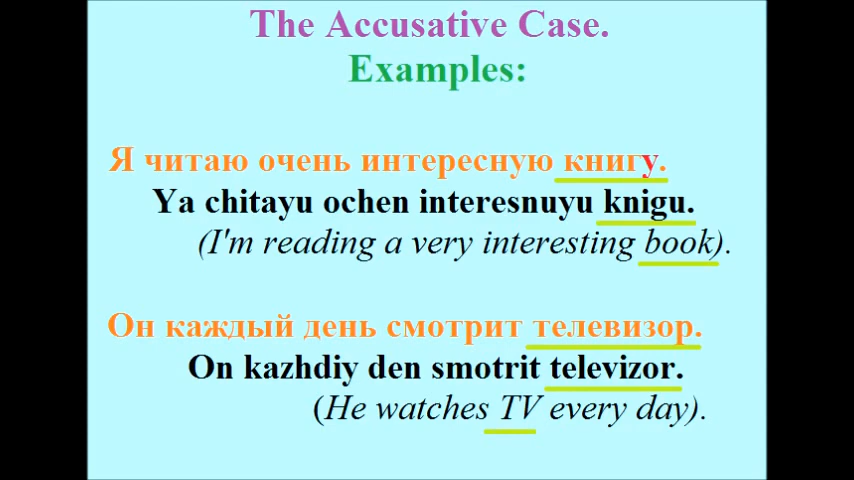 The Accusative Case.
Examples:
Я читаю очень интересную книгу.
Ya chitayu ochen interesnuyu knigu.
(I'm reading a very interesting book).
Он каждый день смотрит телевизор.
On kazhdiy den smotrit televizor.
(He watches TV every day).